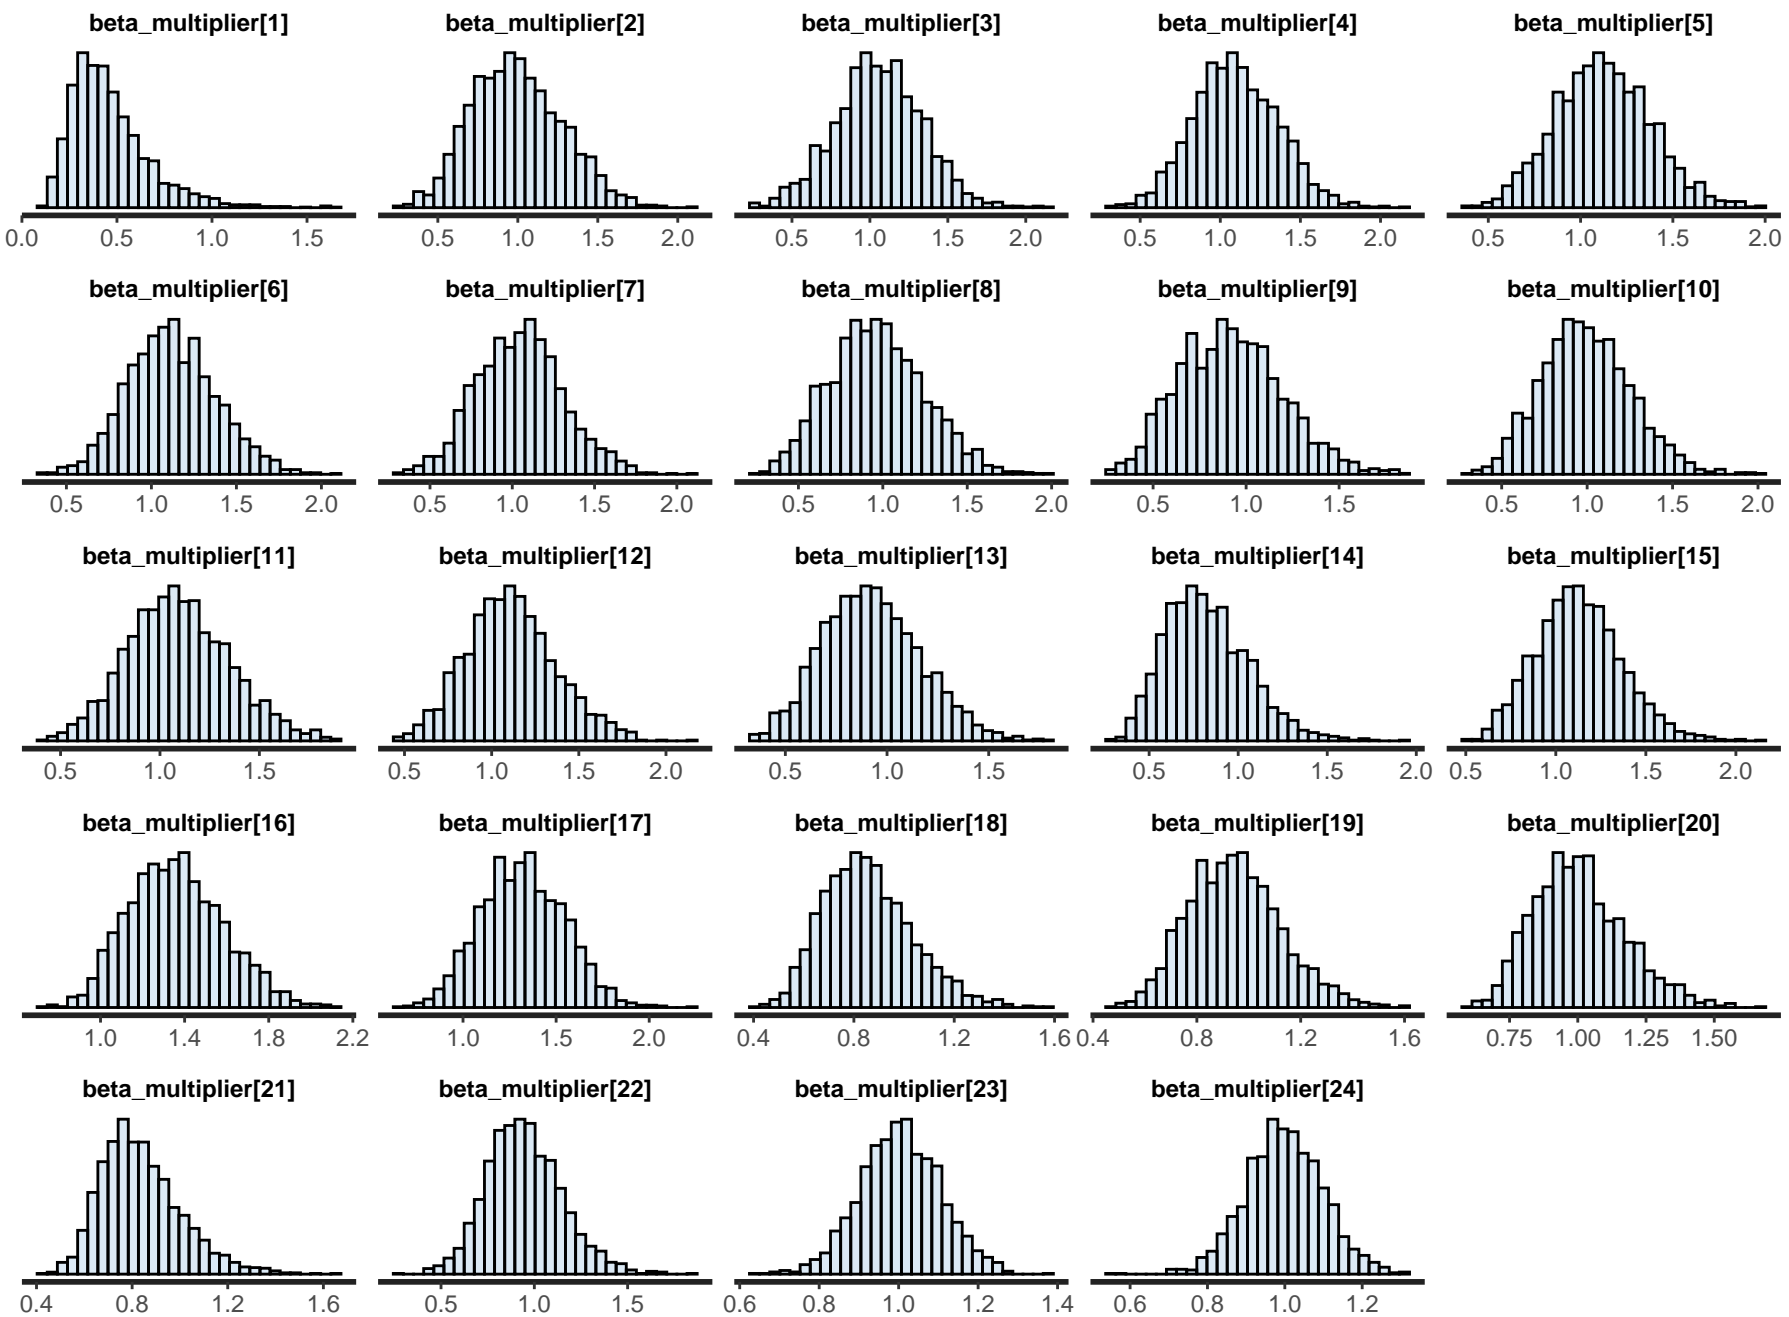 beta_multiplier[1] beta_multiplier[2] beta_multiplier[3] beta_multiplier[4] beta_multiplier[5]
0.0 0.5 1.0 1.5 0.5 1.0 1.5 2.0 0.5 1.0 1.5 2.0 0.5 1.0 1.5 2.0 0.5 1.0 1.5 2.0
beta_multiplier[6] beta_multiplier[7] beta_multiplier[8] beta_multiplier[9] beta_multiplier[10]
0.5 1.0 1.5 2.0 0.5 1.0 1.5 2.0 0.5 1.0 1.5 2.0 0.5 1.0 1.5 0.5 1.0 1.5 2.0
beta_multiplier[11] beta_multiplier[12] beta_multiplier[13] beta_multiplier[14] beta_multiplier[15]
0.5 1.0 1.5 0.5 1.0 1.5 2.0 0.5 1.0 1.5 0.5 1.0 1.5 2.0 0.5 1.0 1.5 2.0
beta_multiplier[16] beta_multiplier[17] beta_multiplier[18] beta_multiplier[19] beta_multiplier[20]
1.0 1.4 1.8 2.2 1.0 1.5 2.0 0.4 0.8 1.2 1.6 0.4 0.8 1.2 1.6 0.75 1.00 1.25 1.50
beta_multiplier[21] beta_multiplier[22] beta_multiplier[23] beta_multiplier[24]
0.4 0.8 1.2 1.6 0.5 1.0 1.5 0.6 0.8 1.0 1.2 1.4 0.6 0.8 1.0 1.2